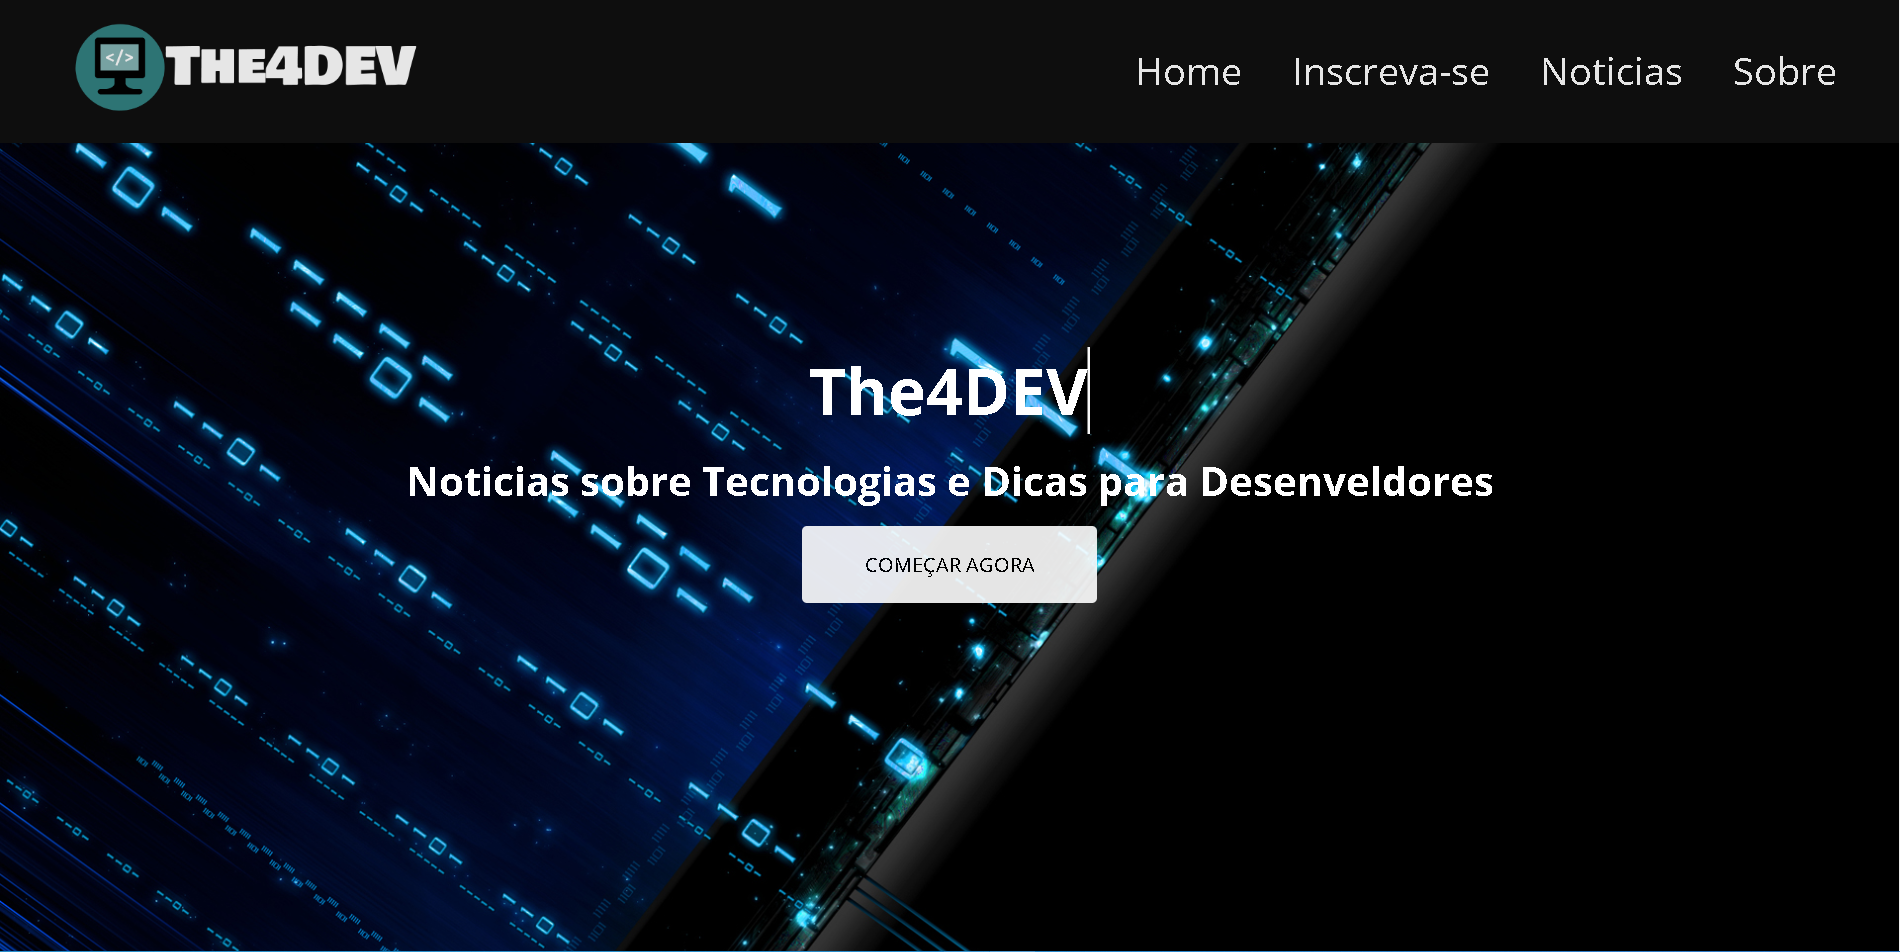 </>
THE4DEV
Home Inscreva-se Noticias Sobre
The4DEV
Noticias sobre Tecnologias e Dicas para Desenveldores
COMEÇAR AGORA